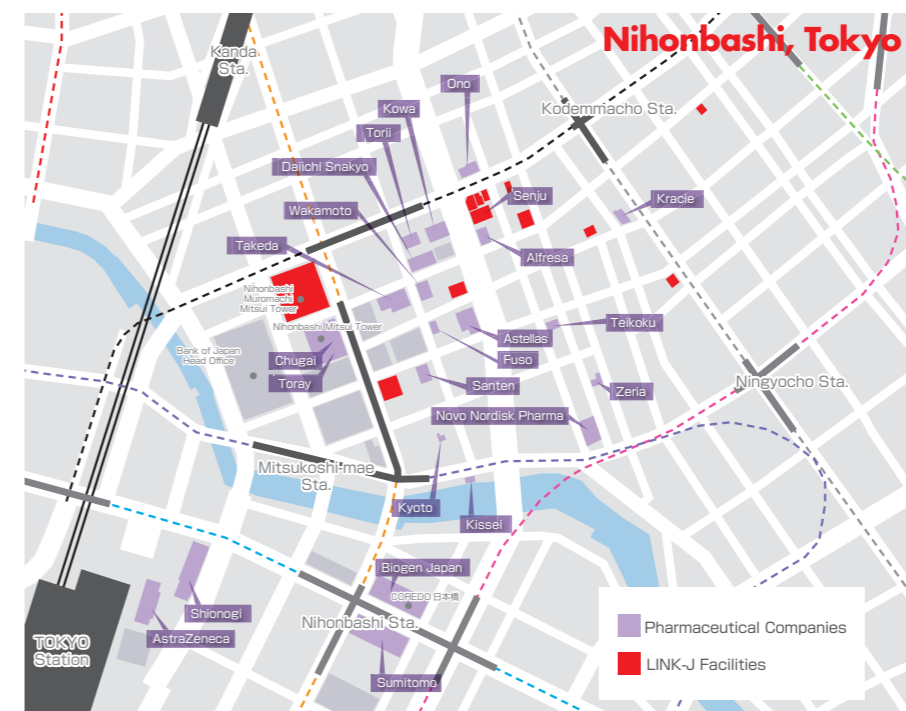 Nihonbashi, Tokyo
Kanda
Sta.
Ono
Kowa
Kodemmacho Sta.
Torii
Daiichi Snakyo
Senju
Kracie
Wakamoto
Takeda
Alfresa
Nihonbashi
Muromachi
Mitsui Tower
Nihonbashi Mitsui Tower
Teikoku
Astellas
Bank of Japan
Head Office
Chugai
Fuso
Toray
Santen
Zeria
Ningyocho Sta.
Novo Nordisk Pharma
Mitsukoshi mae
Sta.
Kyoto
Kissei
Biogen Japan
COREDO 日本橋
Shionogi
Nihonbashi Sta.
AstraZeneca
TOKYO
Station
Sumitomo
Pharmaceutical Companies
LINK-J Facilities